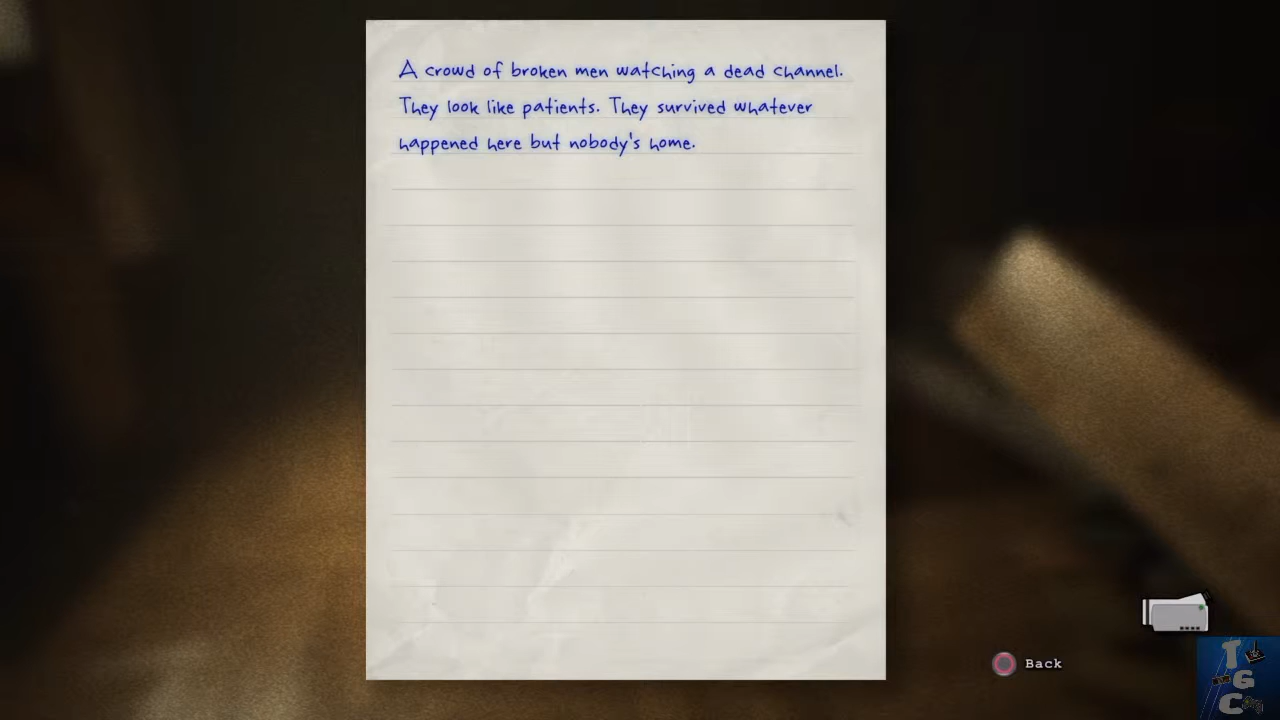 A crowd of broken men watching a dead channel.
They look like patients. They survived whatever
happened here but nobody's home.
Back
T
G
C